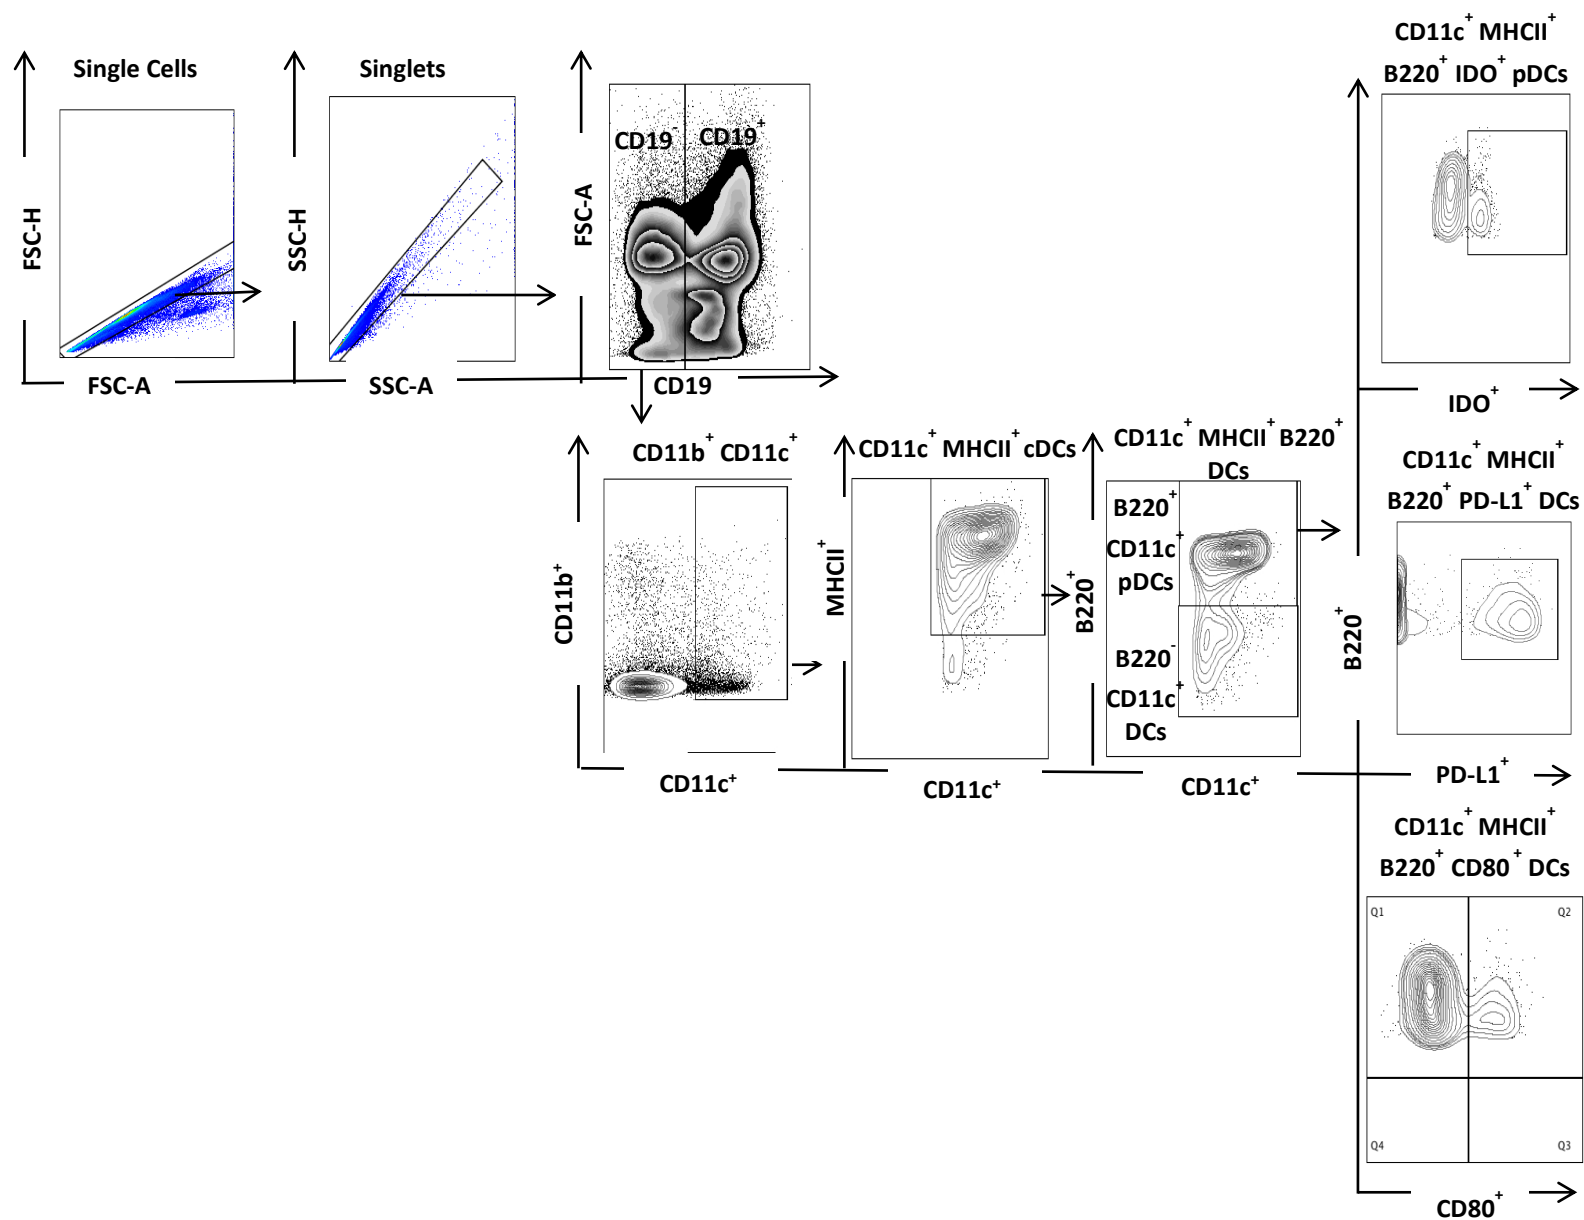 Single Cells
FSC-H
FSC-A
Singlets
SSC-H
SSC-A
FSC-A
CD19⁻ CD19⁺
CD19
CD11b⁺ CD11c⁺
CD11b⁺
CD11c⁺
CD11c⁺ MHCII⁺ cDCs
MHCII⁺
CD11c⁺
CD11c⁺ MHCII⁺ B220⁺
DCs
B220⁺
B220⁺
CD11c⁺
pDCs
B220⁻
CD11c⁺
DCs
CD11c⁺
B220⁺
CD11c⁺ MHCII⁺
B220⁺ IDO⁺ pDCs
IDO⁺
CD11c⁺ MHCII⁺
B220⁺ PD-L1⁺ DCs
PD-L1⁺
CD11c⁺ MHCII⁺
B220⁺ CD80⁺ DCs
Q1 Q2
Q4 Q3
CD80⁺